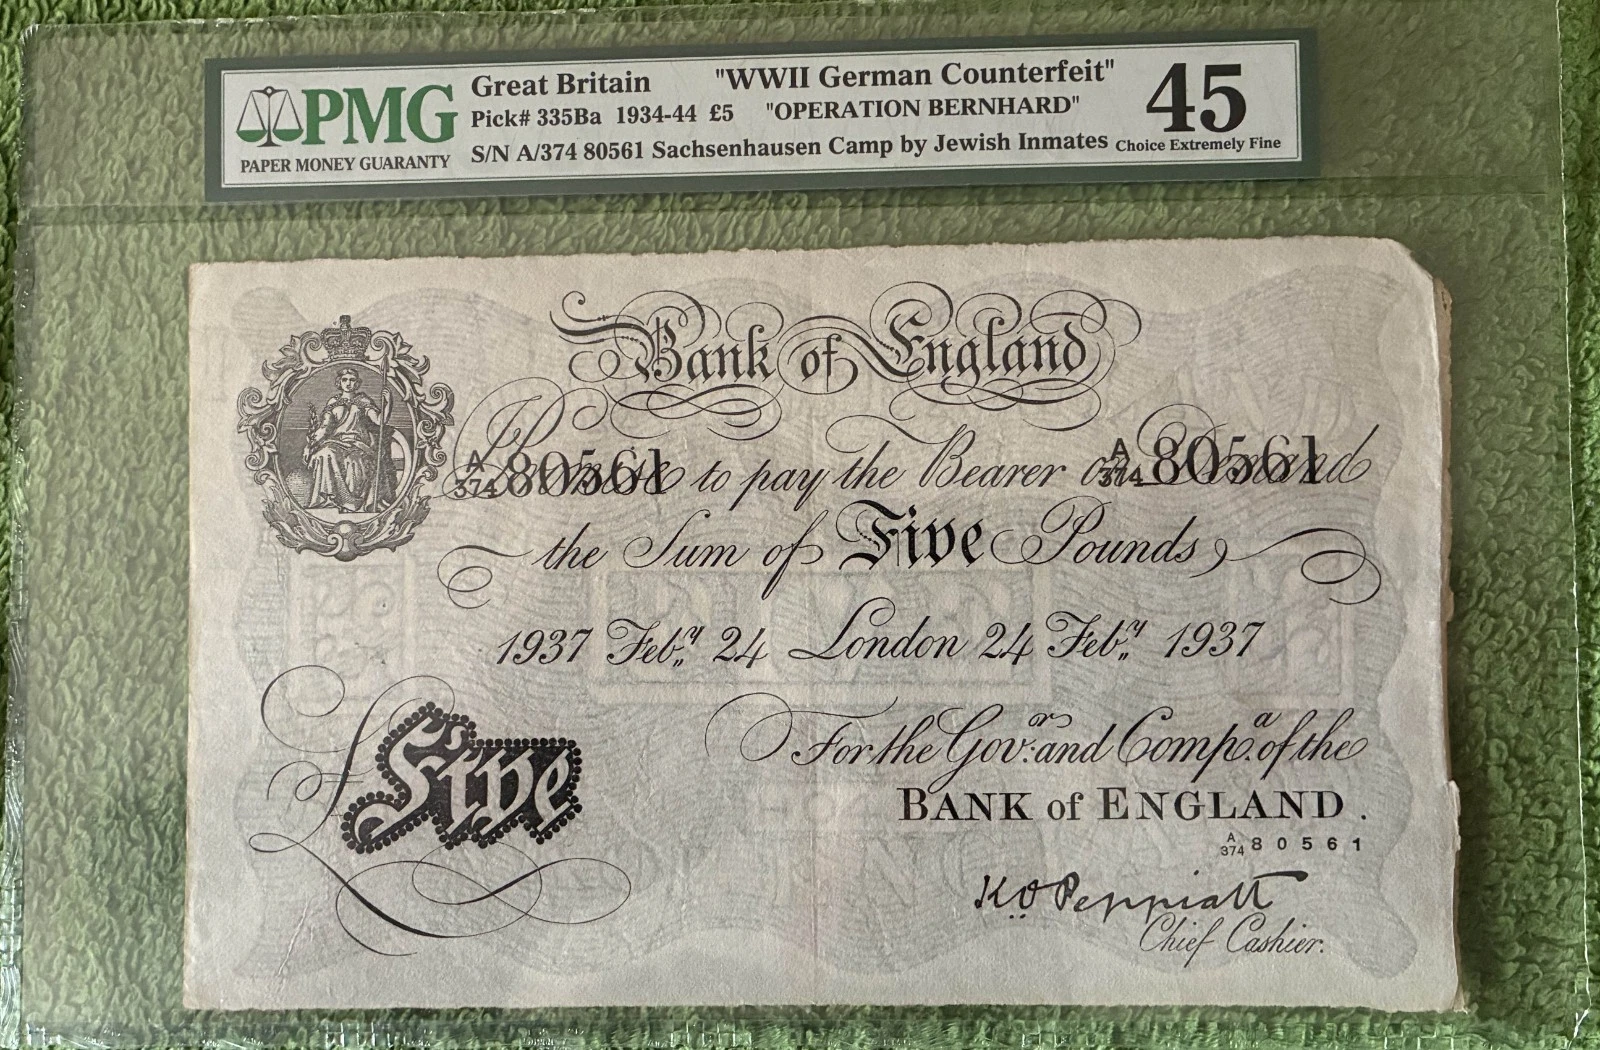 PMG
PAPER MONEY GUARANTY
Great Britain "WWII German Counterfeit"
Pick# 335Ba 1934-44 £5 "OPERATION BERNHARD"
S/N A/374 80561 Sachsenhausen Camp by Jewish Inmates
45
Choice Extremely Fine
Bank of England
A/374 80561 A/374 80561
I Promise to pay the Bearer on Demand
the Sum of Five Pounds
1937 Feby 24 London 24 Feby 1937
For the Govr. and Compa. of the
BANK of ENGLAND.
A/374 80561
£Five
K.O. Peppiatt
Chief Cashier.